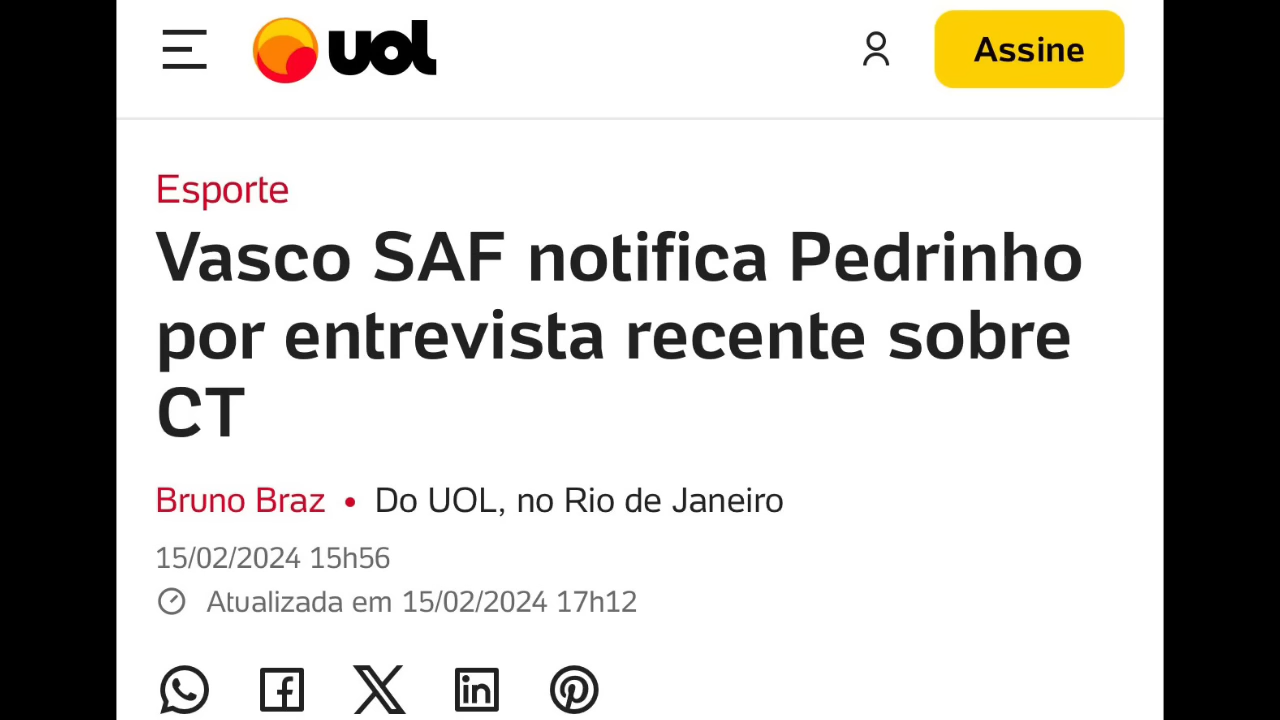 uol
Assine
Esporte
Vasco SAF notifica Pedrinho
por entrevista recente sobre
CT
Bruno Braz • Do UOL, no Rio de Janeiro
15/02/2024 15h56
Atualizada em 15/02/2024 17h12